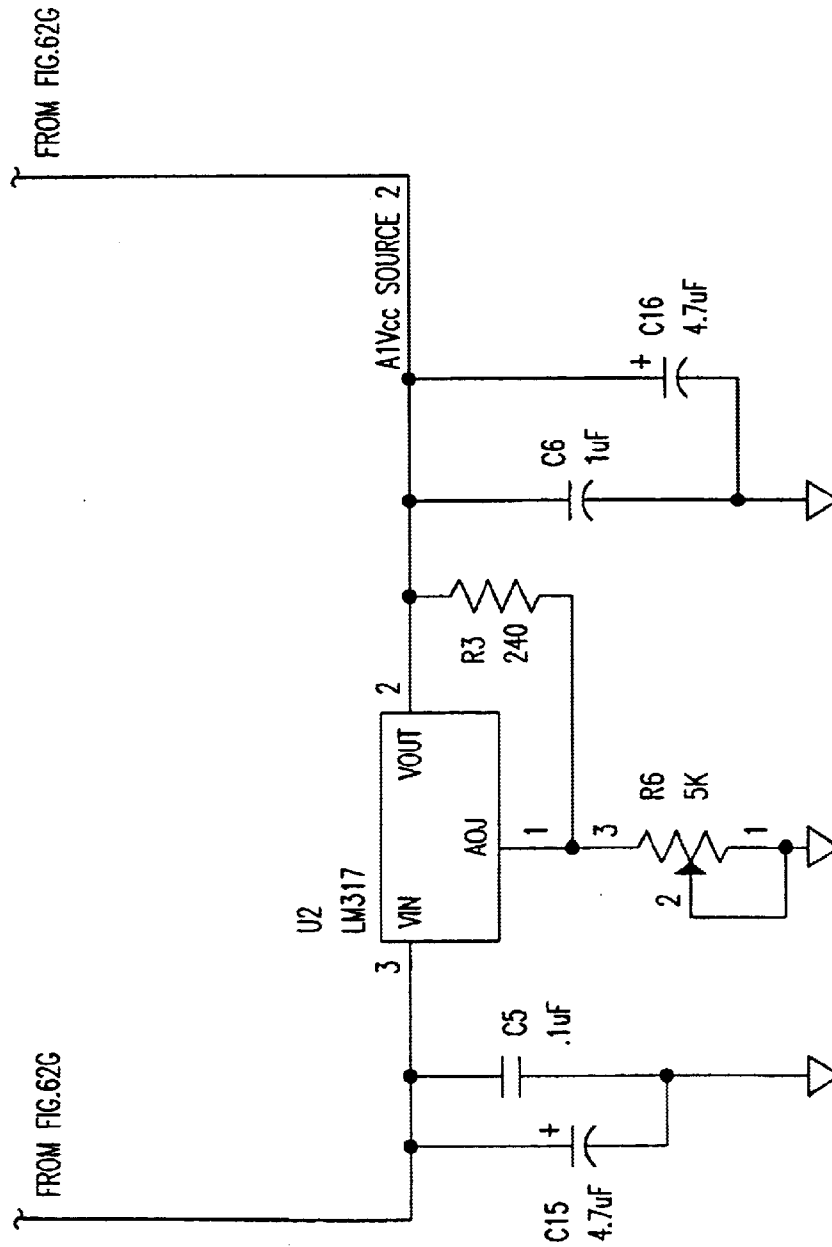 FROM FIG.62G
FROM FIG.62G
A1Vcc SOURCE 2
U2
LM317
3
VIN
VOUT
2
AOJ
1
C15
4.7uF
+
C5
.1uF
R3
240
C6
1uF
+
C16
4.7uF
3
R6
5K
2
1